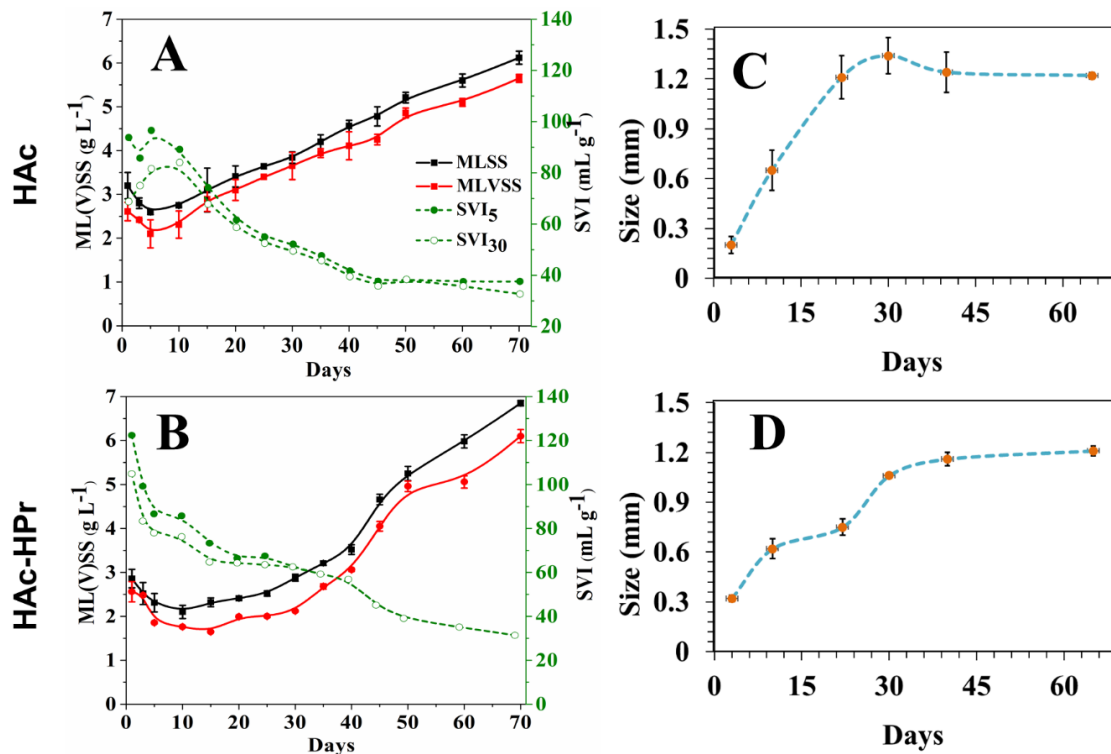 HAc
A
7
6
5
4
3
2
1
0
ML(V)SS (g L-1)
0 10 20 30 40 50 60 70
Days
140
120
100
80
60
40
20
SVI (mL g-1)
MLSS
MLVSS
SVI5
SVI30
C
1.5
1.2
0.9
0.6
0.3
0
Size (mm)
0 15 30 45 60
Days
HAc-HPr
B
7
6
5
4
3
2
1
0
ML(V)SS (g L-1)
0 10 20 30 40 50 60 70
Days
140
120
100
80
60
40
20
0
SVI (mL g-1)
D
1.5
1.2
0.9
0.6
0.3
0
Size (mm)
0 15 30 45 60
Days